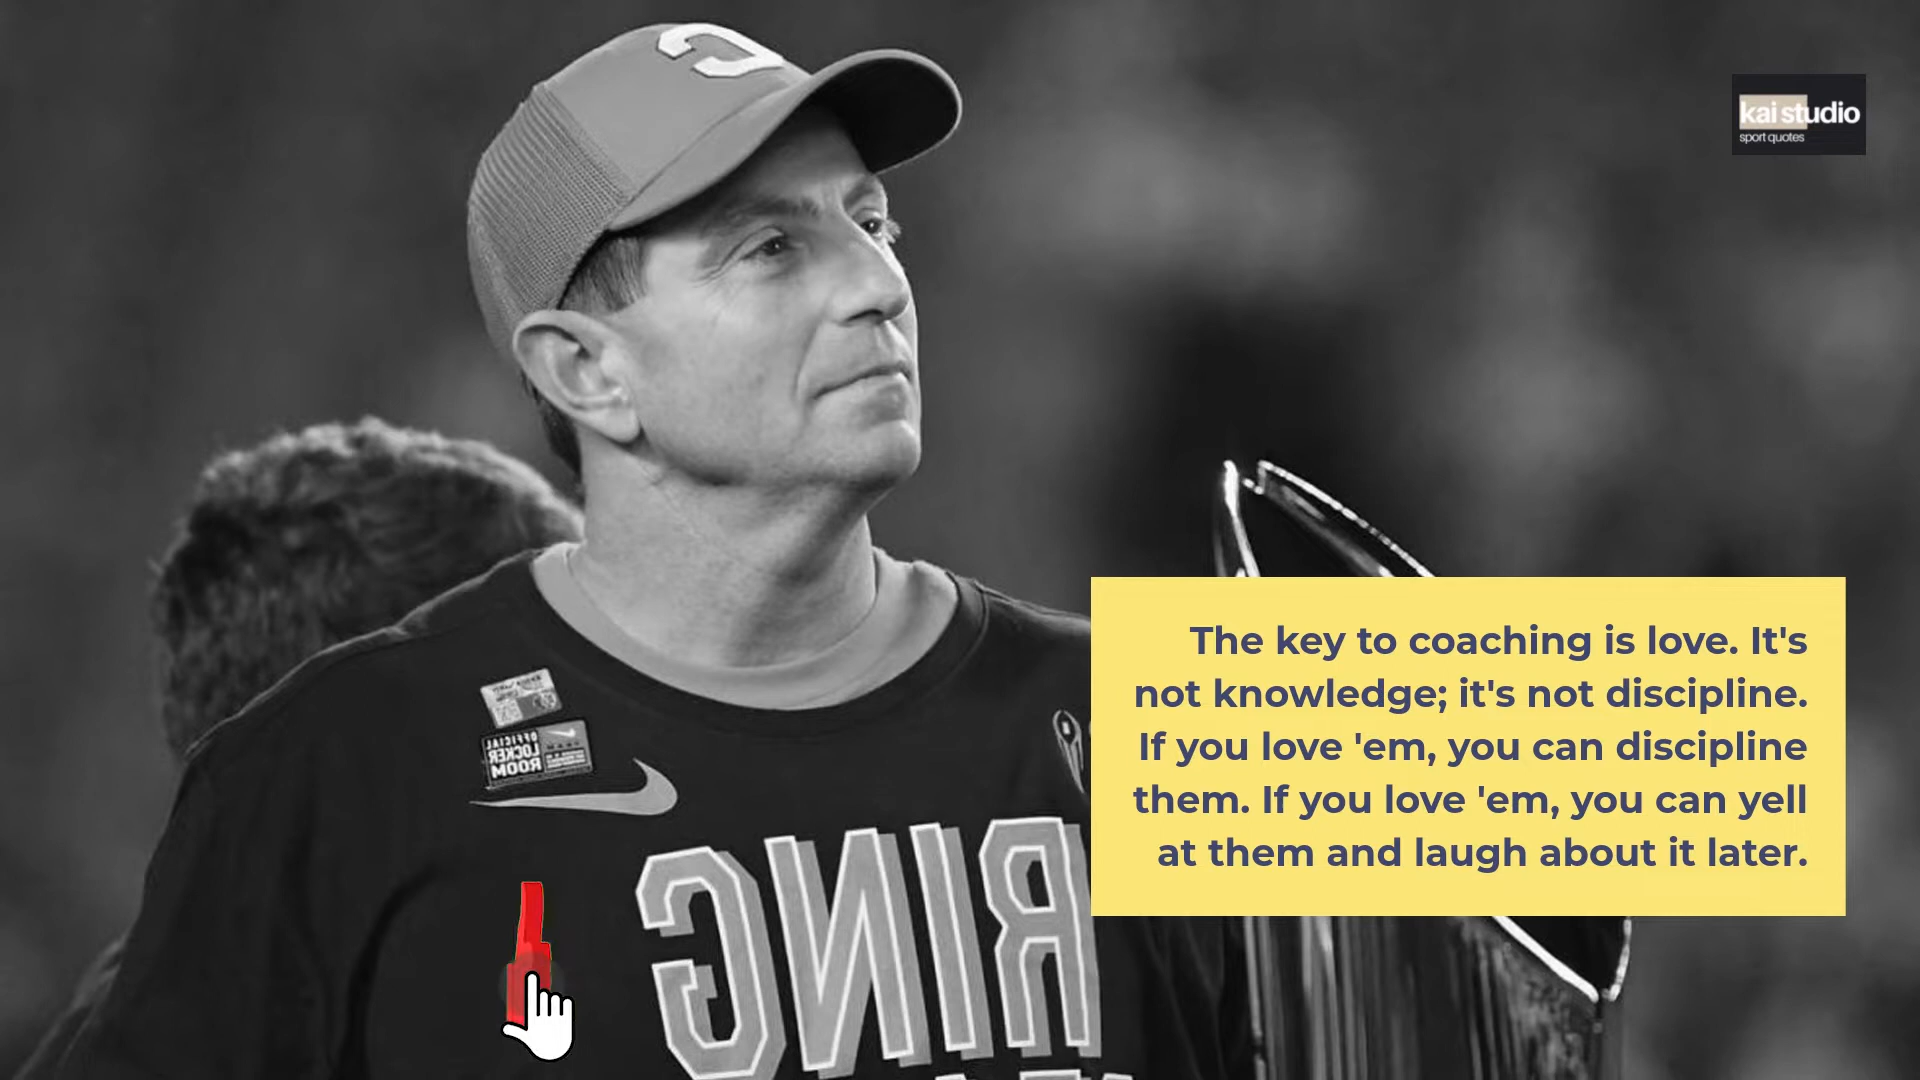 kai studio
sport quotes
The key to coaching is love. It's
not knowledge; it's not discipline.
If you love 'em, you can discipline
them. If you love 'em, you can yell
at them and laugh about it later.
OFFICIAL
LOCKER
ROOM
RING